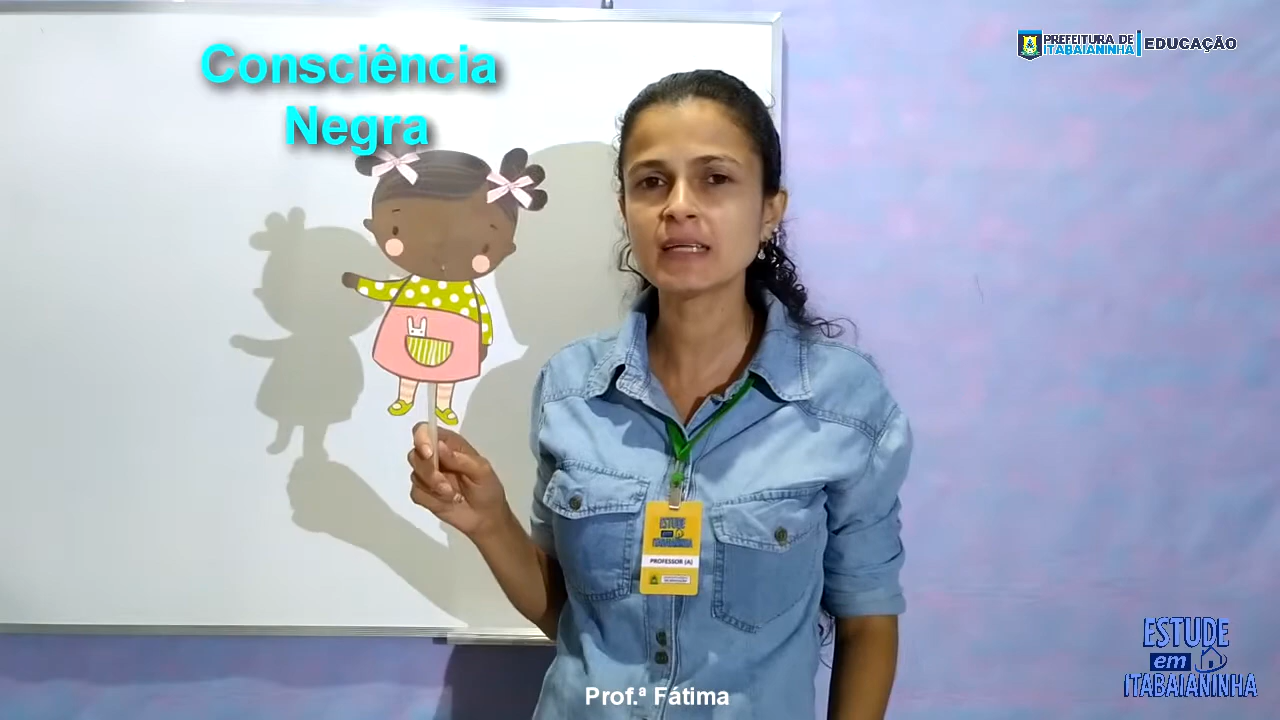 Consciência
Negra
PREFEITURA DE
ITABAIANINHA
EDUCAÇÃO
ESTUDE
em
ITABAIANINHA
PROFESSOR (A)
ESTUDE
em
ITABAIANINHA
Prof.ª Fátima